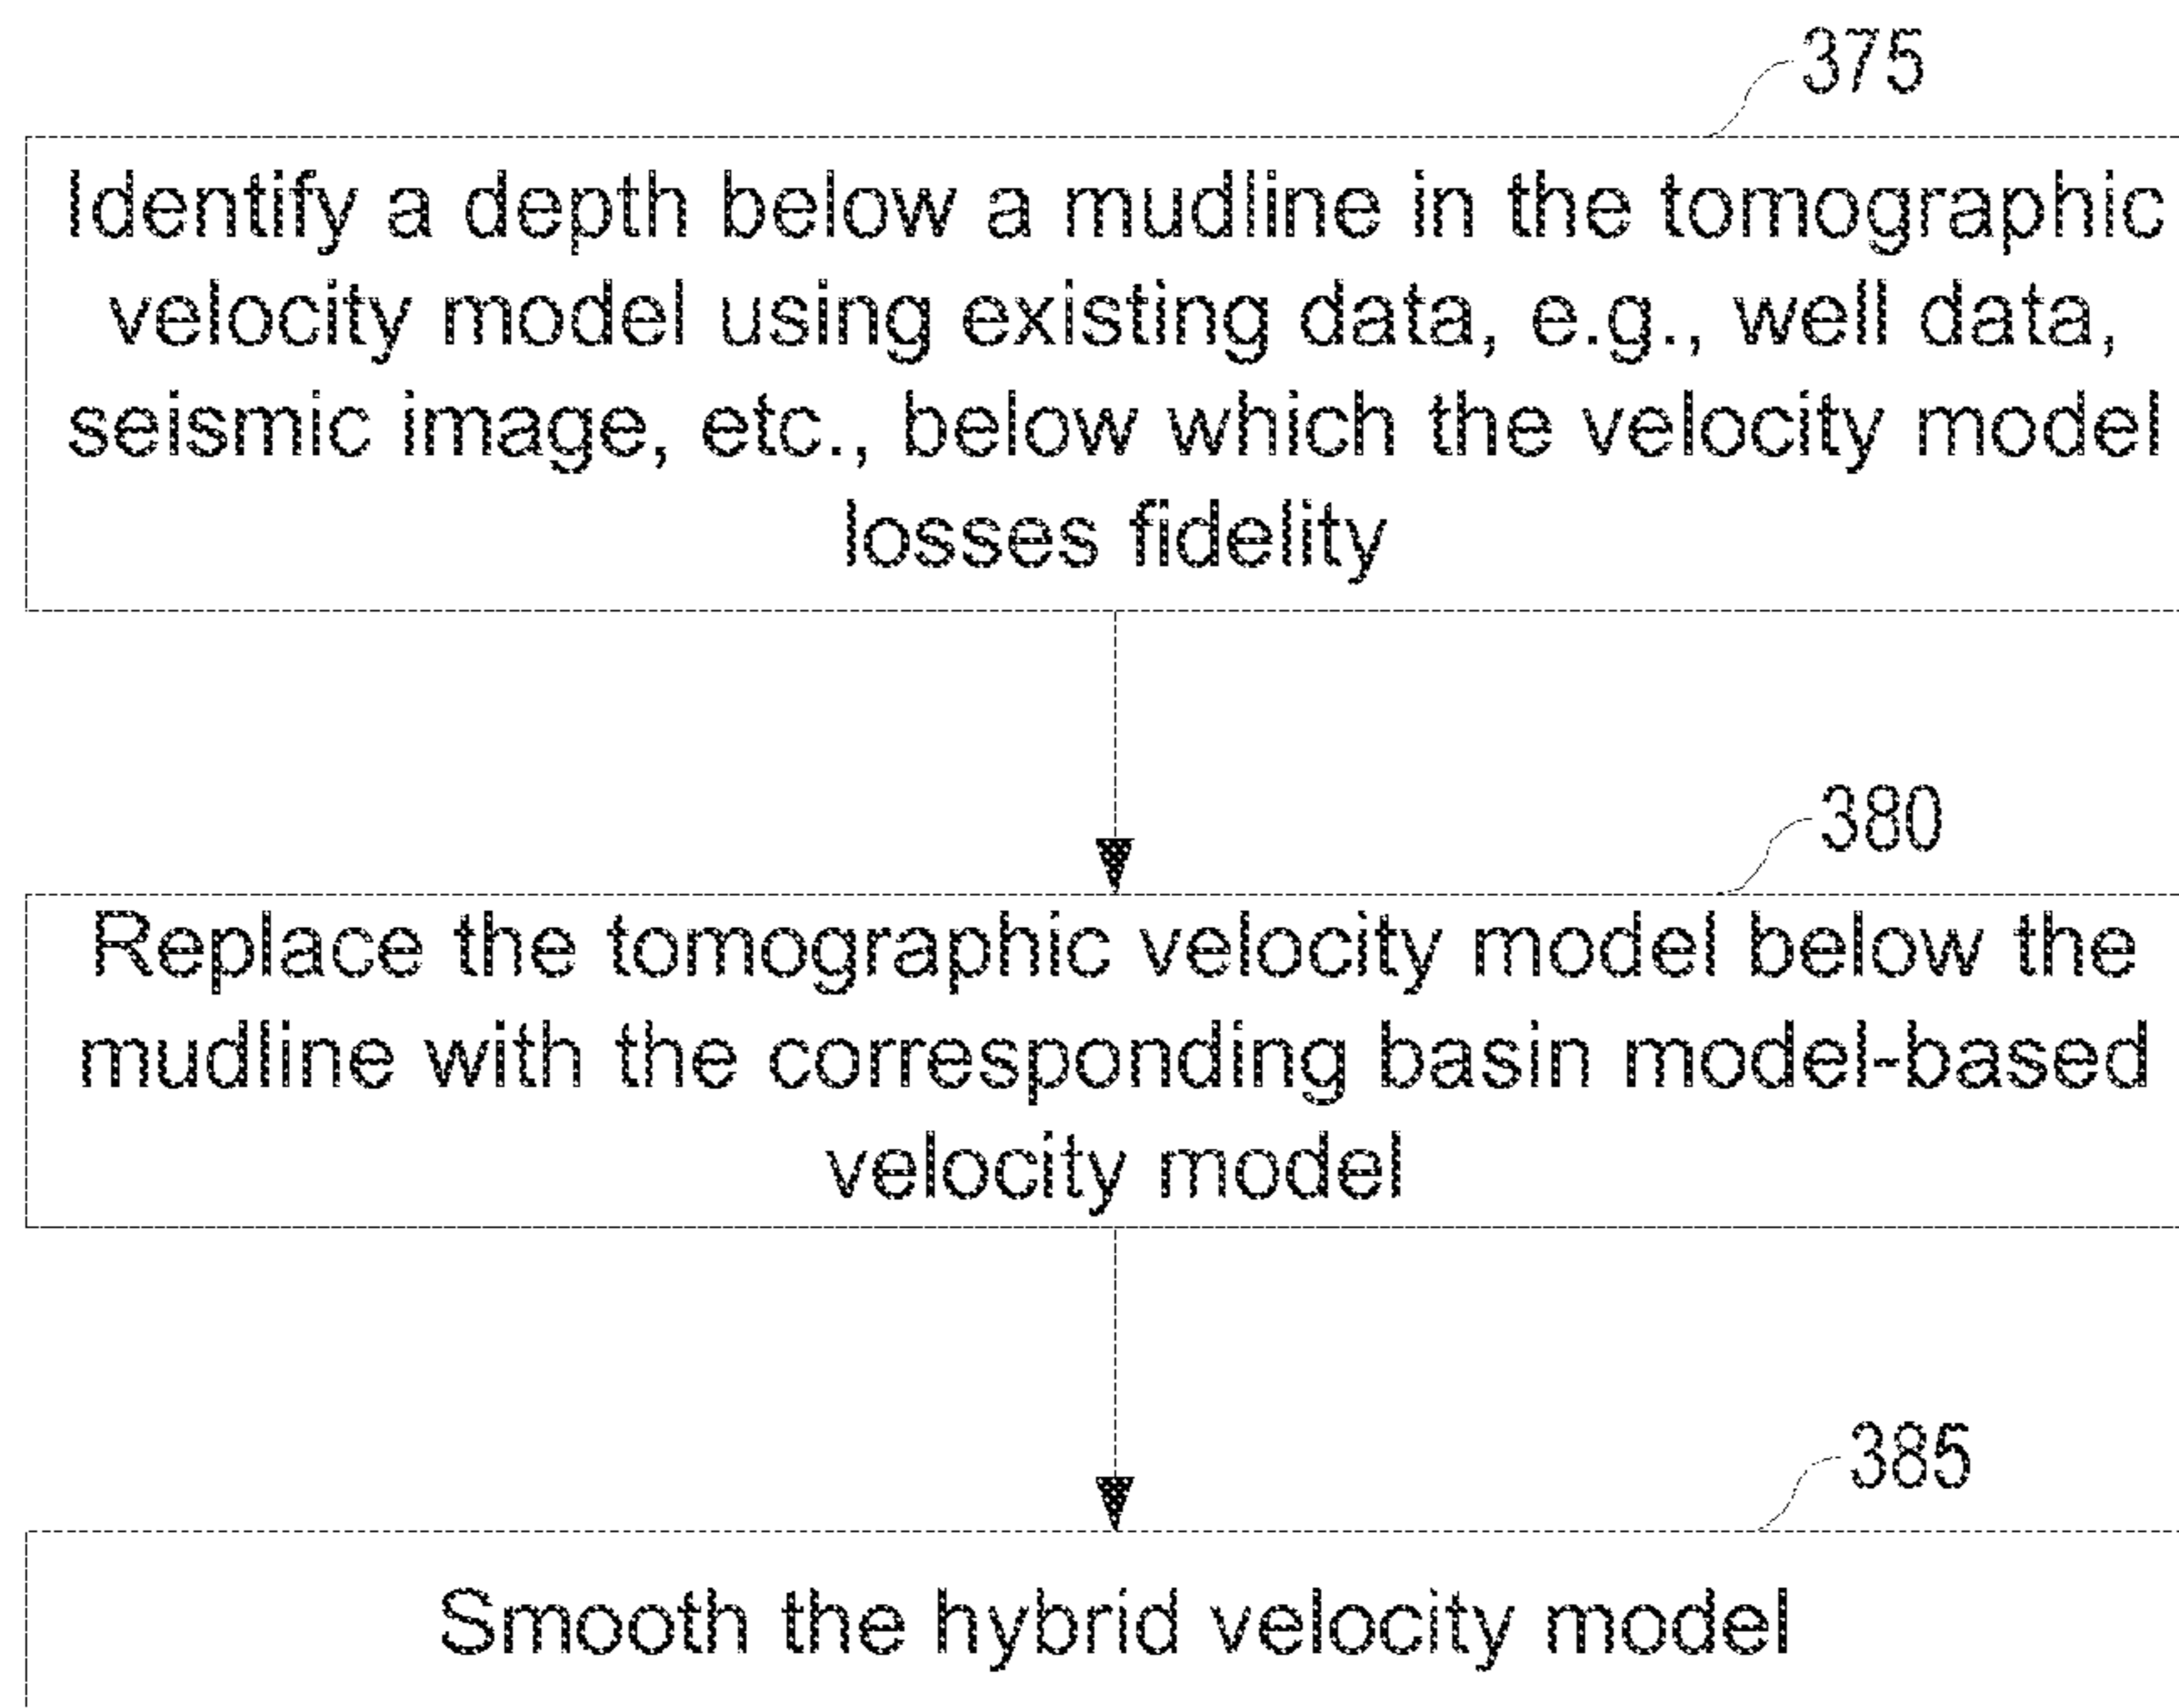 375
Identify a depth below a mudline in the tomographic
velocity model using existing data, e.g., well data,
seismic image, etc., below which the velocity model
losses fidelity
380
Replace the tomographic velocity model below the
mudline with the corresponding basin model-based
velocity model
385
Smooth the hybrid velocity model